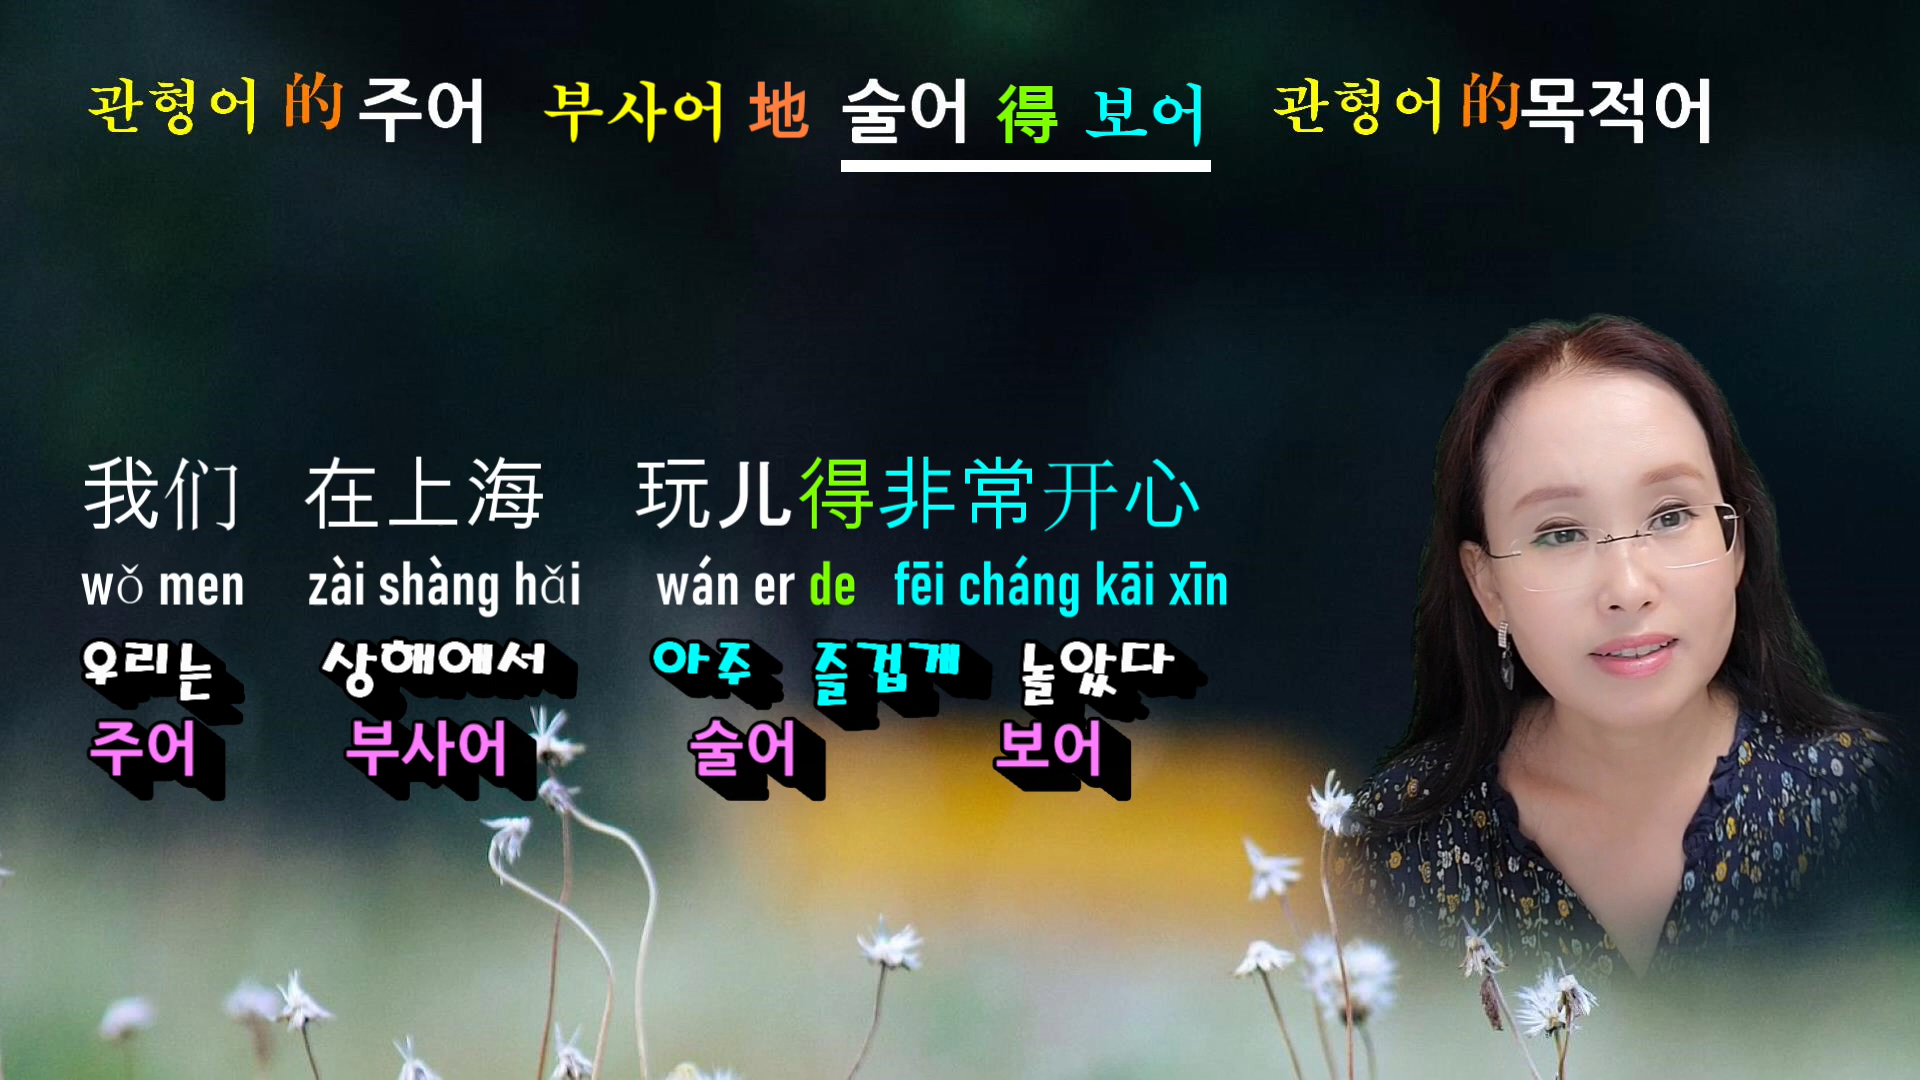 관형어 的 주어 부사어 地 술어 得 보어 관형어 的목적어
我们 在上海 玩儿得非常开心
wǒ men zài shàng hǎi wán er de fēi cháng kāi xīn
우리는 상해에서 아주 즐겁게 놀았다
주어 부사어 술어 보어